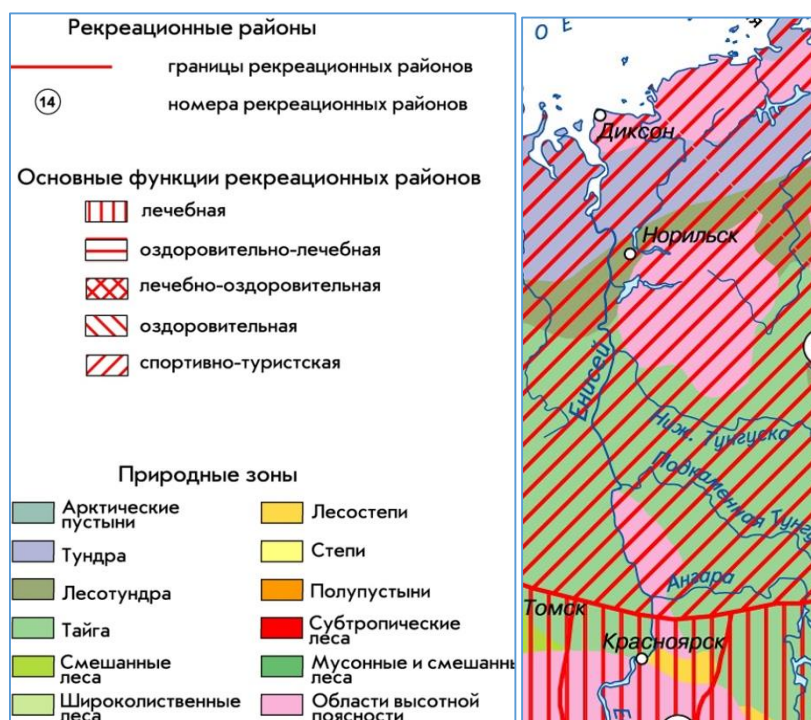 Рекреационные районы
границы рекреационных районов
14
номера рекреационных районов
Основные функции рекреационных районов
лечебная
оздоровительно-лечебная
лечебно-оздоровительная
оздоровительная
спортивно-туристская
Природные зоны
Арктические
пустыни
Тундра
Лесотундра
Тайга
Смешанные
леса
Широколиственные
леса
Лесостепи
Степи
Полупустыни
Субтропические
леса
Мусонные и смешанны
леса
Области высотной
поясности
О Е
Диксон
Норильск
Енисей
Ниж. Тунгуска
Подкаменная Тунгу
Ангара
Томск
Красноярск